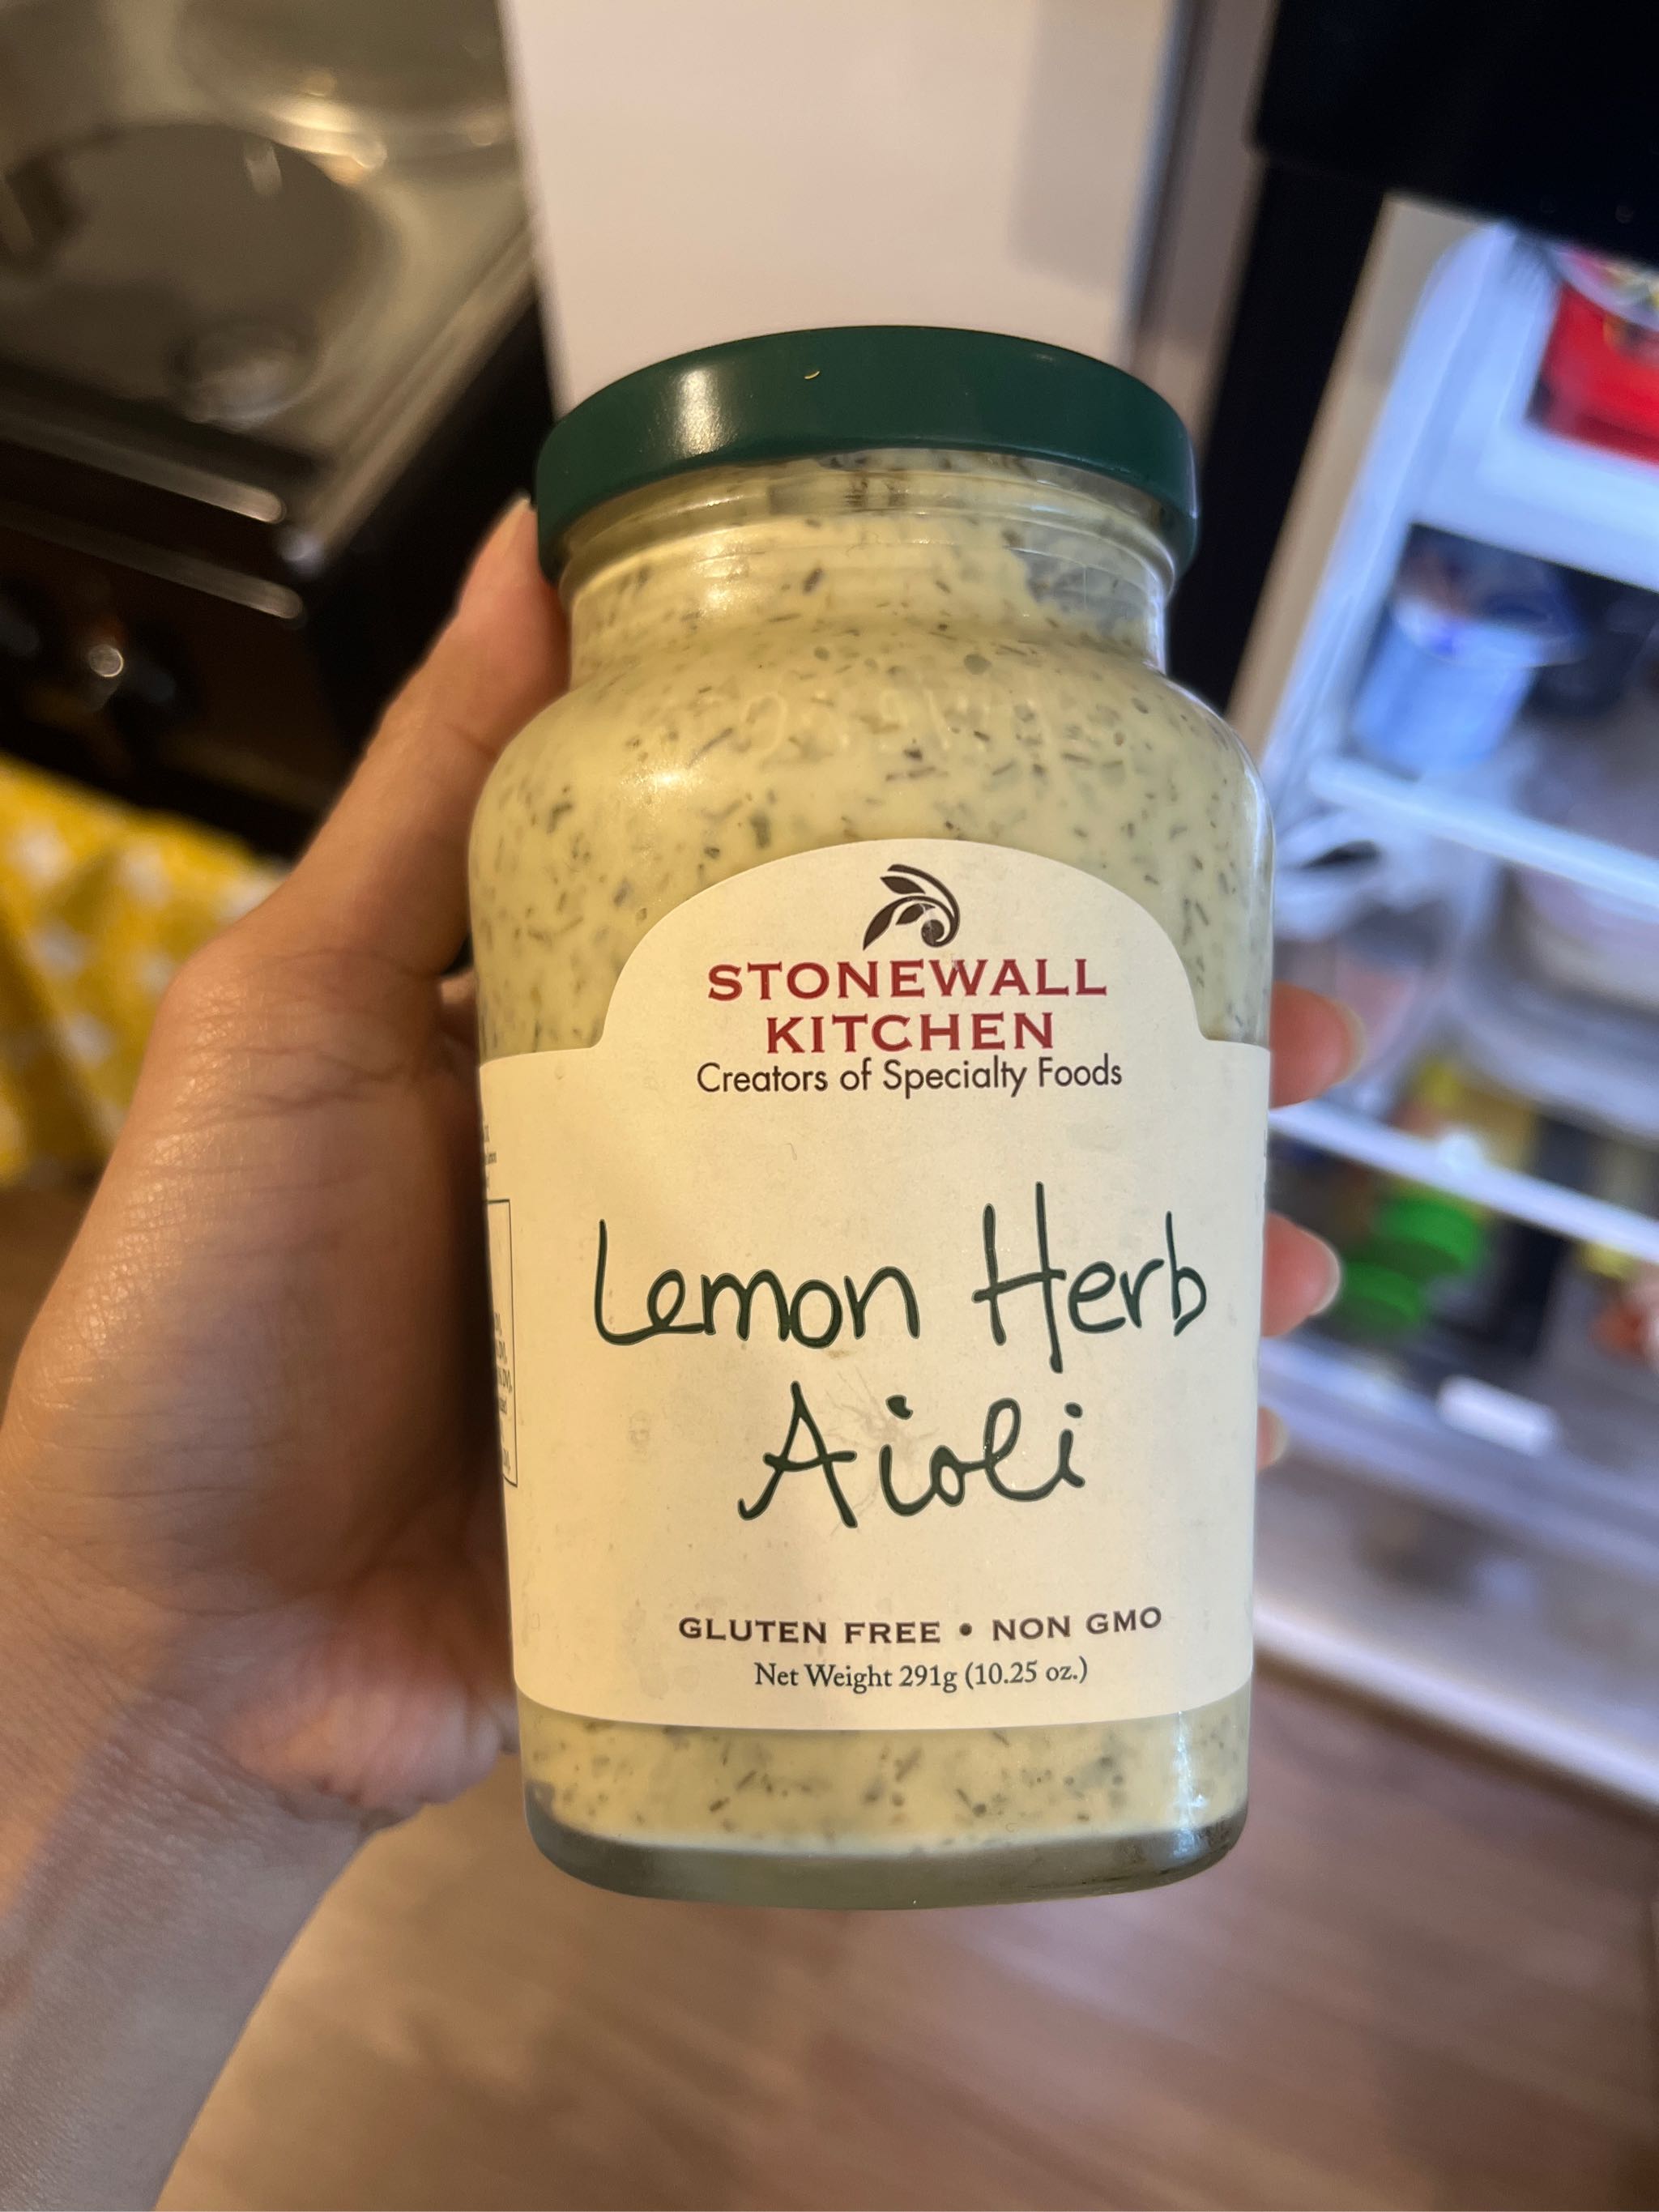 STONEWALL
KITCHEN
Creators of Specialty Foods
Lemon Herb
Aioli
GLUTEN FREE • NON GMO
Net Weight 291g (10.25 oz.)